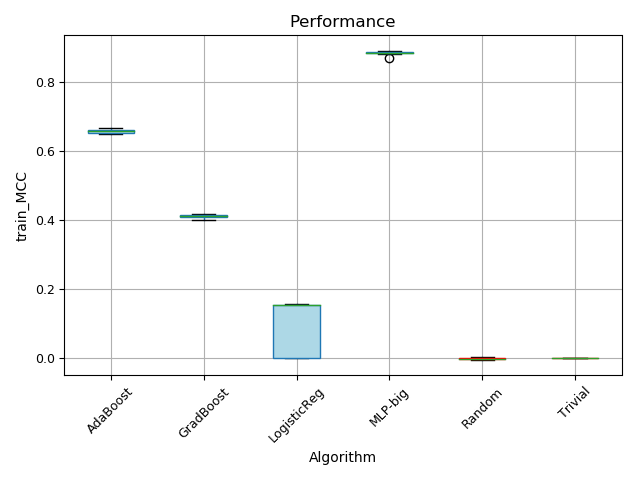 Performance
train_MCC
0.8
0.6
0.4
0.2
0.0
AdaBoost
GradBoost
LogisticReg
MLP-big
Random
Trivial
Algorithm